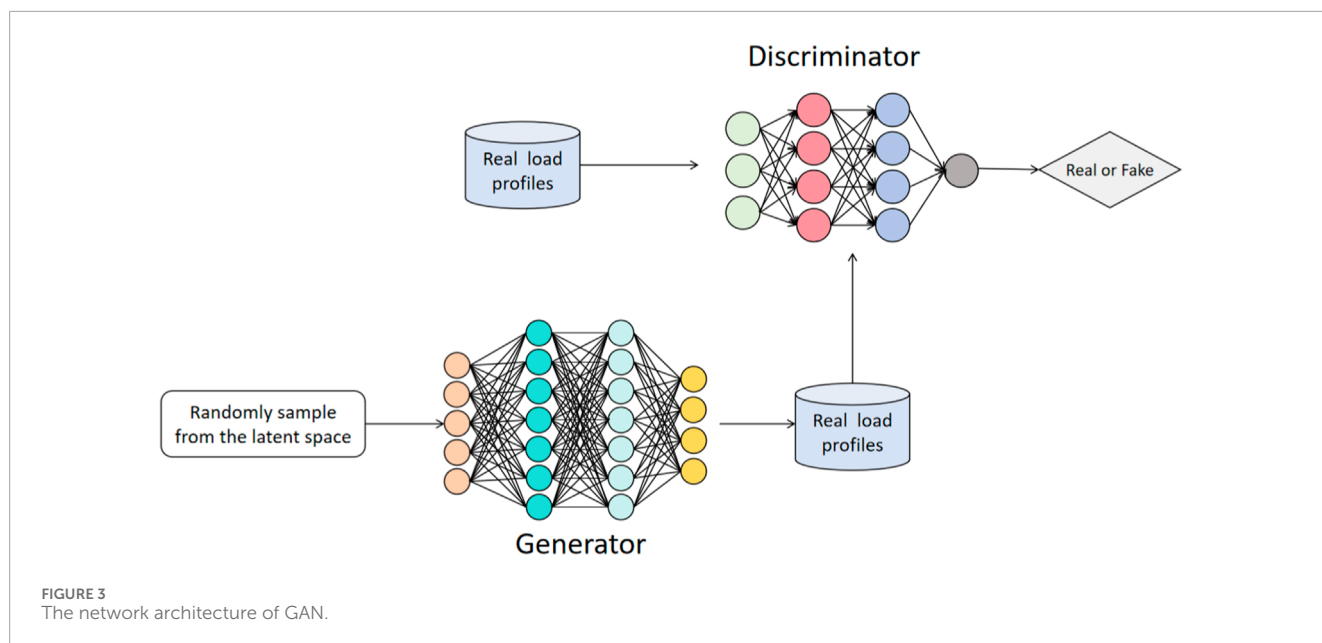 Discriminator
Real load
profiles
Real or Fake
Randomly sample
from the latent space
Real load
profiles
Generator
FIGURE 3
The network architecture of GAN.